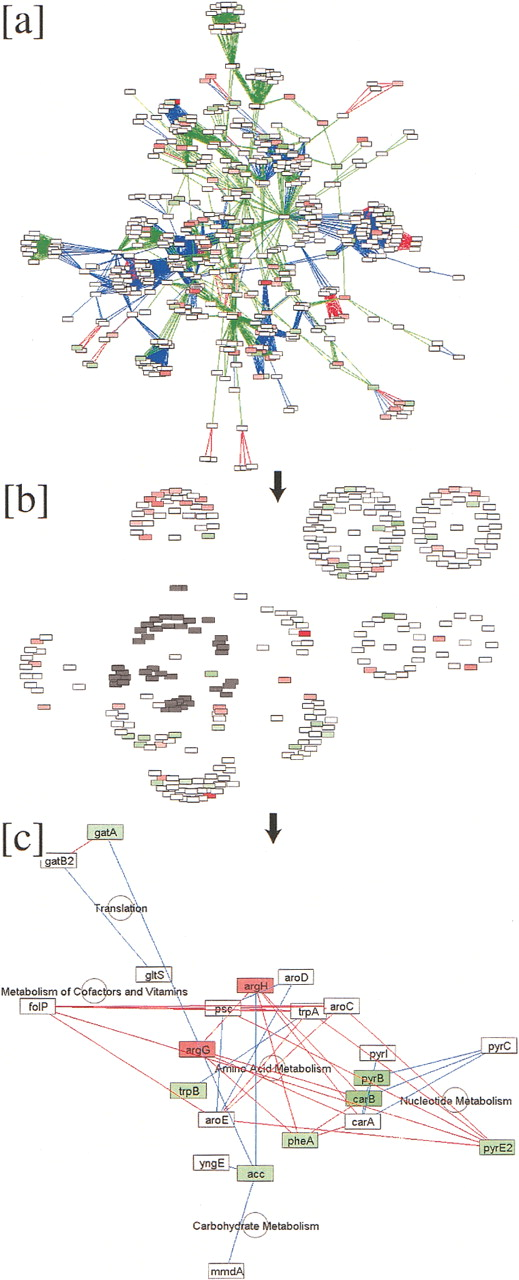 [a]
[b]
[c]
gatA
gatB2
Translation
gltS
argH
aroD
Metabolism of Cofactors and Vitamins
folP
psc
trpA
aroC
argG
pyrI
pyrC
Amino Acid Metabolism
pyrB
trpB
carB
Nucleotide Metabolism
aroE
carA
pheA
pyrE2
yngE
acc
Carbohydrate Metabolism
mmdA